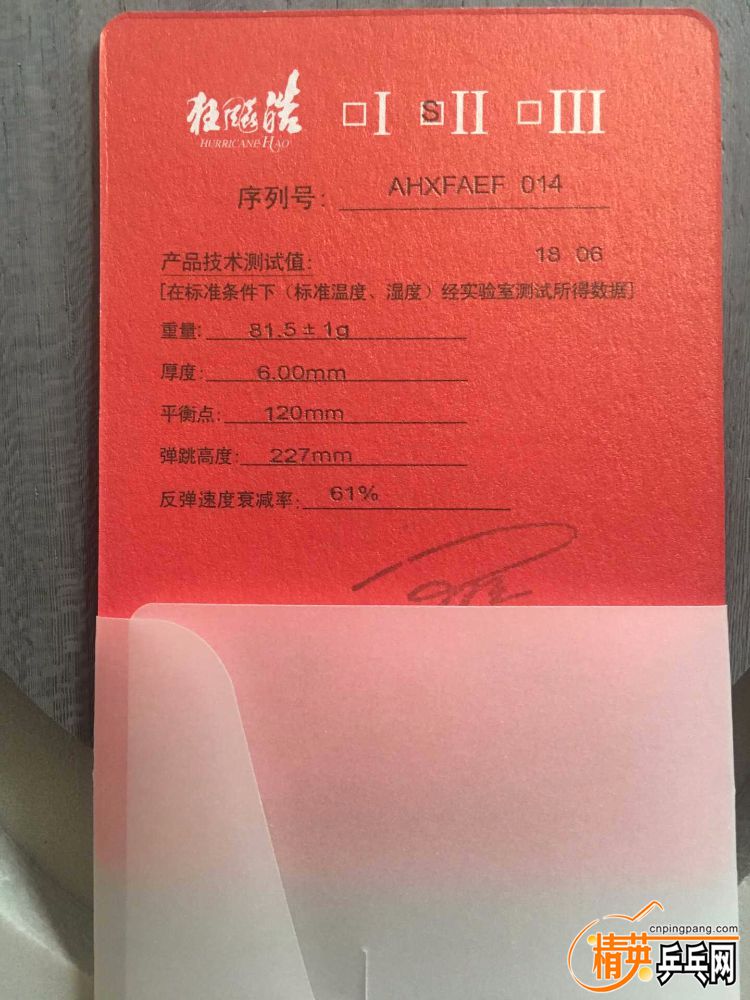 狂飚皓 □I SII □III
HURRICANE·HAO
序列号: AHXFAEF 014
产品技术测试值: 18 06
[在标准条件下（标准温度、湿度）经实验室测试所得数据]
重量: 81.5±1g
厚度: 6.00mm
平衡点: 120mm
弹跳高度: 227mm
反弹速度衰减率: 61%
cnpingpang.com
精英乒乓网